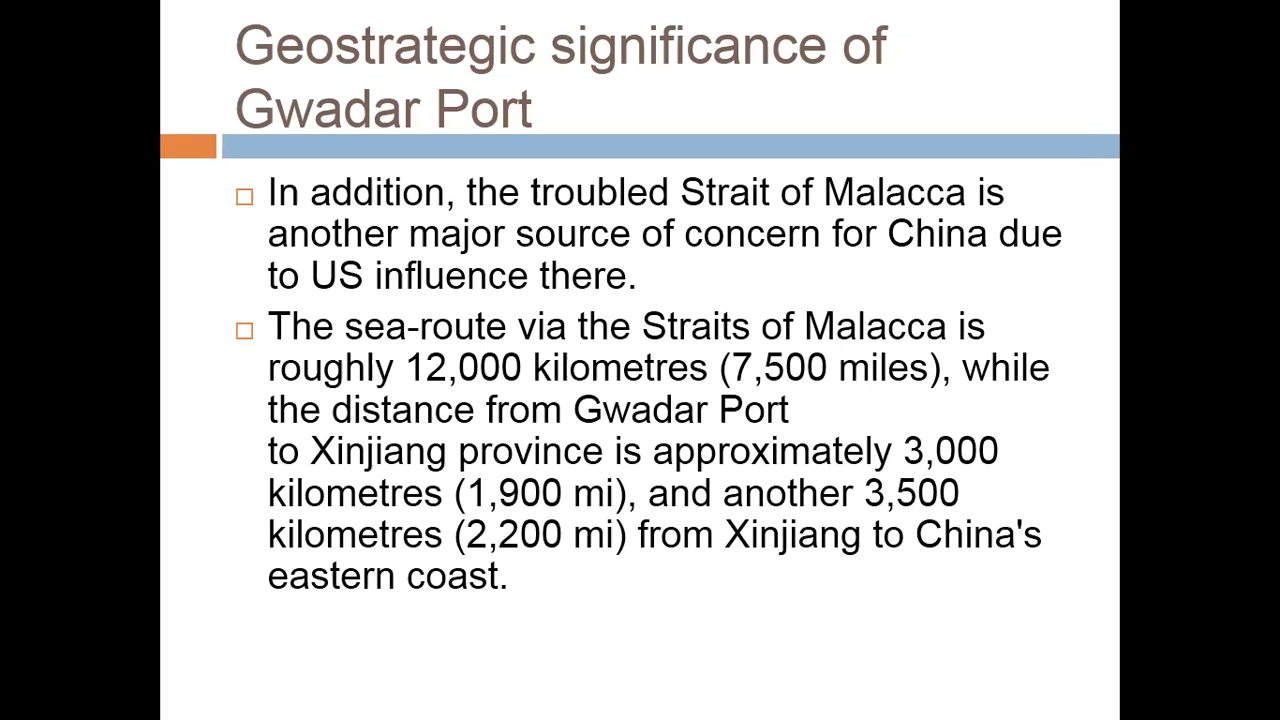 Geostrategic significance of
Gwadar Port
In addition, the troubled Strait of Malacca is
another major source of concern for China due
to US influence there.
The sea-route via the Straits of Malacca is
roughly 12,000 kilometres (7,500 miles), while
the distance from Gwadar Port
to Xinjiang province is approximately 3,000
kilometres (1,900 mi), and another 3,500
kilometres (2,200 mi) from Xinjiang to China's
eastern coast.